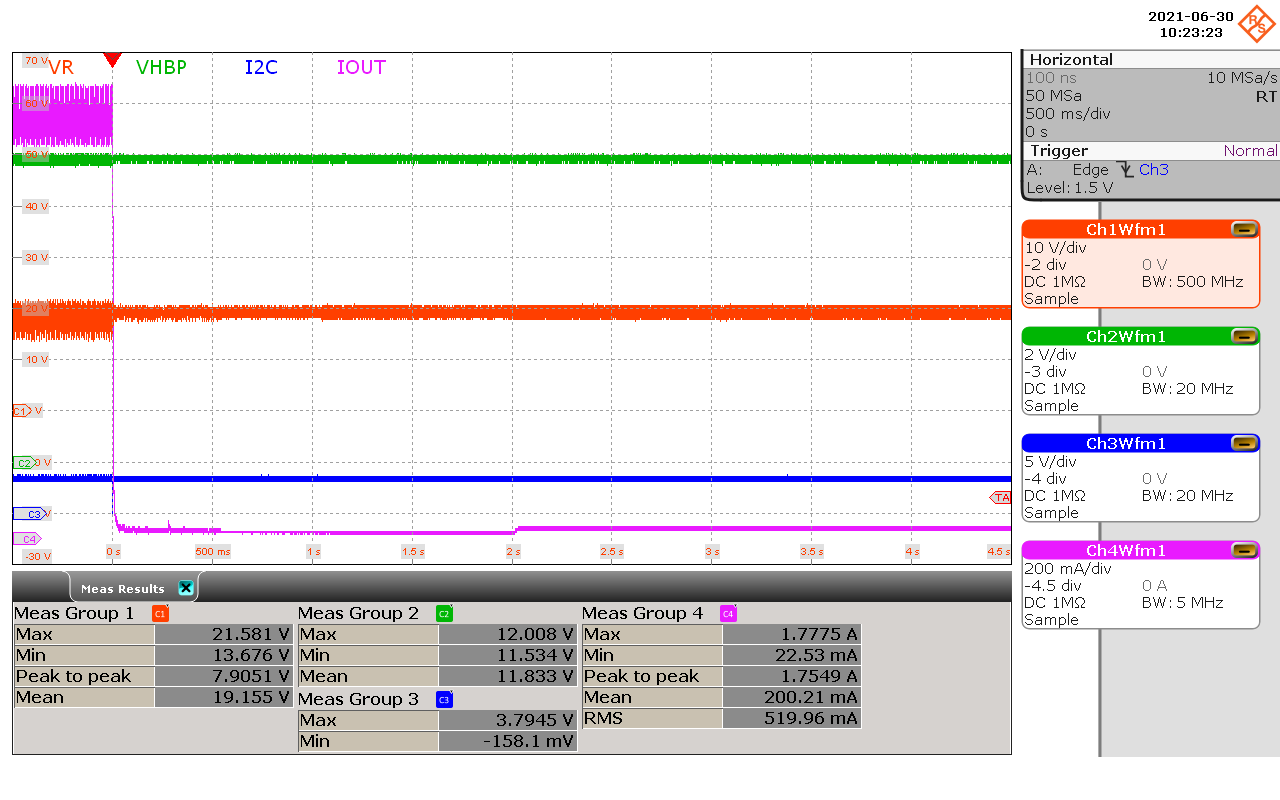 2021-06-30
10:23:23
R S
VR VHBP I2C IOUT
70 V
60 V
50 V
40 V
30 V
20 V
10 V
C1 V
C2 0 V
C3 V
C4
-30 V
TA
0 s 500 ms 1 s 1.5 s 2 s 2.5 s 3 s 3.5 s 4 s 4.5 s
Horizontal
100 ns 10 MSa/s
50 MSa RT
500 ms/div
0 s
Trigger Normal
A: Edge Ch3
Level: 1.5 V
Ch1Wfm1
10 V/div
-2 div 0 V
DC 1MΩ BW: 500 MHz
Sample
Ch2Wfm1
2 V/div
-3 div 0 V
DC 1MΩ BW: 20 MHz
Sample
Ch3Wfm1
5 V/div
-4 div 0 V
DC 1MΩ BW: 20 MHz
Sample
Ch4Wfm1
200 mA/div
-4.5 div 0 A
DC 1MΩ BW: 5 MHz
Sample
Meas Results
Meas Group 1 C1
Max 21.581 V
Min 13.676 V
Peak to peak 7.9051 V
Mean 19.155 V
Meas Group 2 C2
Max 12.008 V
Min 11.534 V
Mean 11.833 V
Meas Group 3 C3
Max 3.7945 V
Min -158.1 mV
Meas Group 4 C4
Max 1.7775 A
Min 22.53 mA
Peak to peak 1.7549 A
Mean 200.21 mA
RMS 519.96 mA